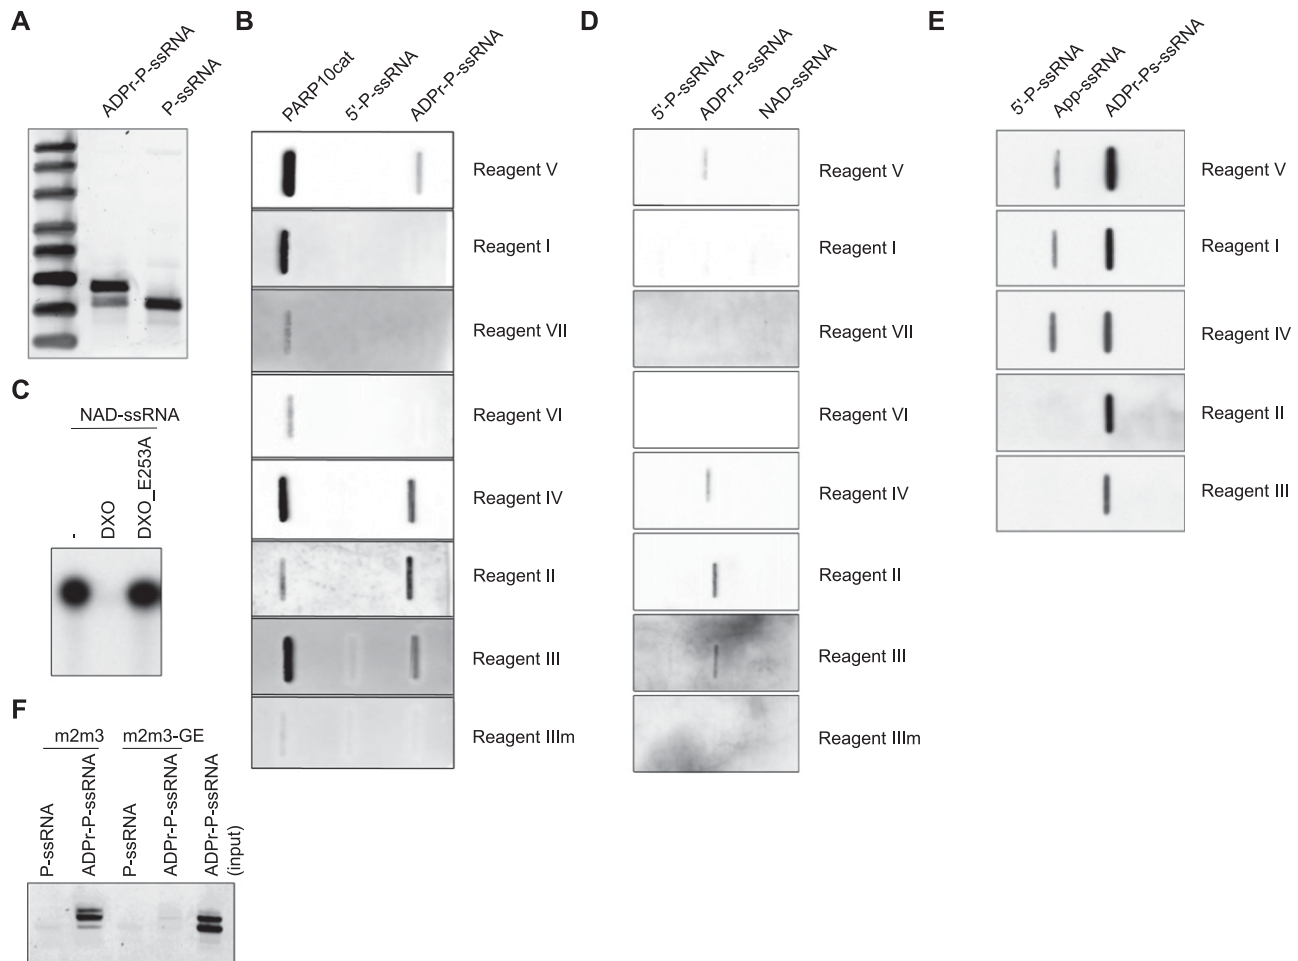 A
ADPr-P-ssRNA
P-ssRNA
B
PARP10cat
5'-P-ssRNA
ADPr-P-ssRNA
Reagent V
Reagent I
Reagent VII
Reagent VI
Reagent IV
Reagent II
Reagent III
Reagent IIIm
C
NAD-ssRNA
-
DXO
DXO_E253A
D
5'-P-ssRNA
ADPr-P-ssRNA
NAD-ssRNA
Reagent V
Reagent I
Reagent VII
Reagent VI
Reagent IV
Reagent II
Reagent III
Reagent IIIm
E
5'-P-ssRNA
App-ssRNA
ADPr-Ps-ssRNA
Reagent V
Reagent I
Reagent IV
Reagent II
Reagent III
F
m2m3
m2m3-GE
P-ssRNA
ADPr-P-ssRNA
P-ssRNA
ADPr-P-ssRNA
ADPr-P-ssRNA
(input)